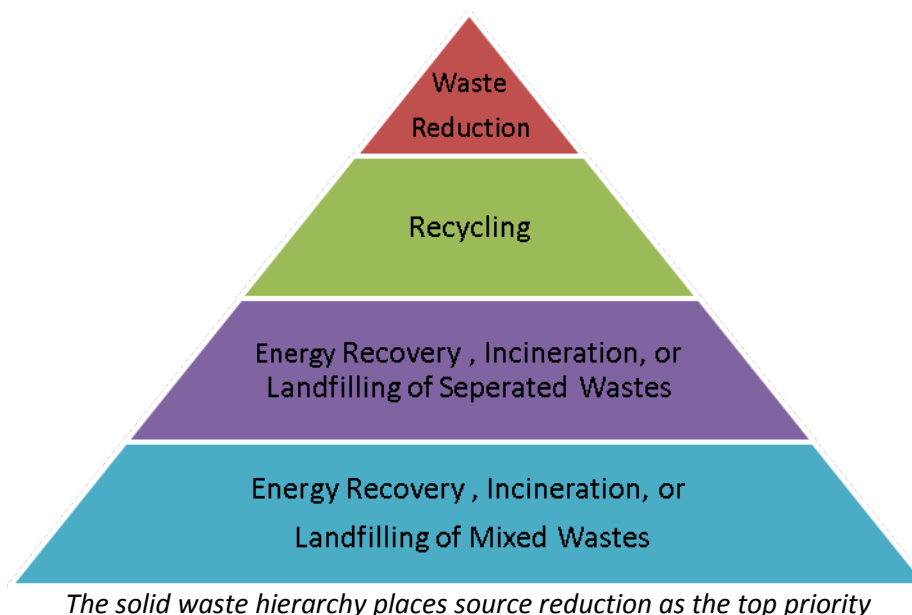 Waste
Reduction
Recycling
Energy Recovery , Incineration, or
Landfilling of Seperated Wastes
Energy Recovery , Incineration, or
Landfilling of Mixed Wastes
The solid waste hierarchy places source reduction as the top priority